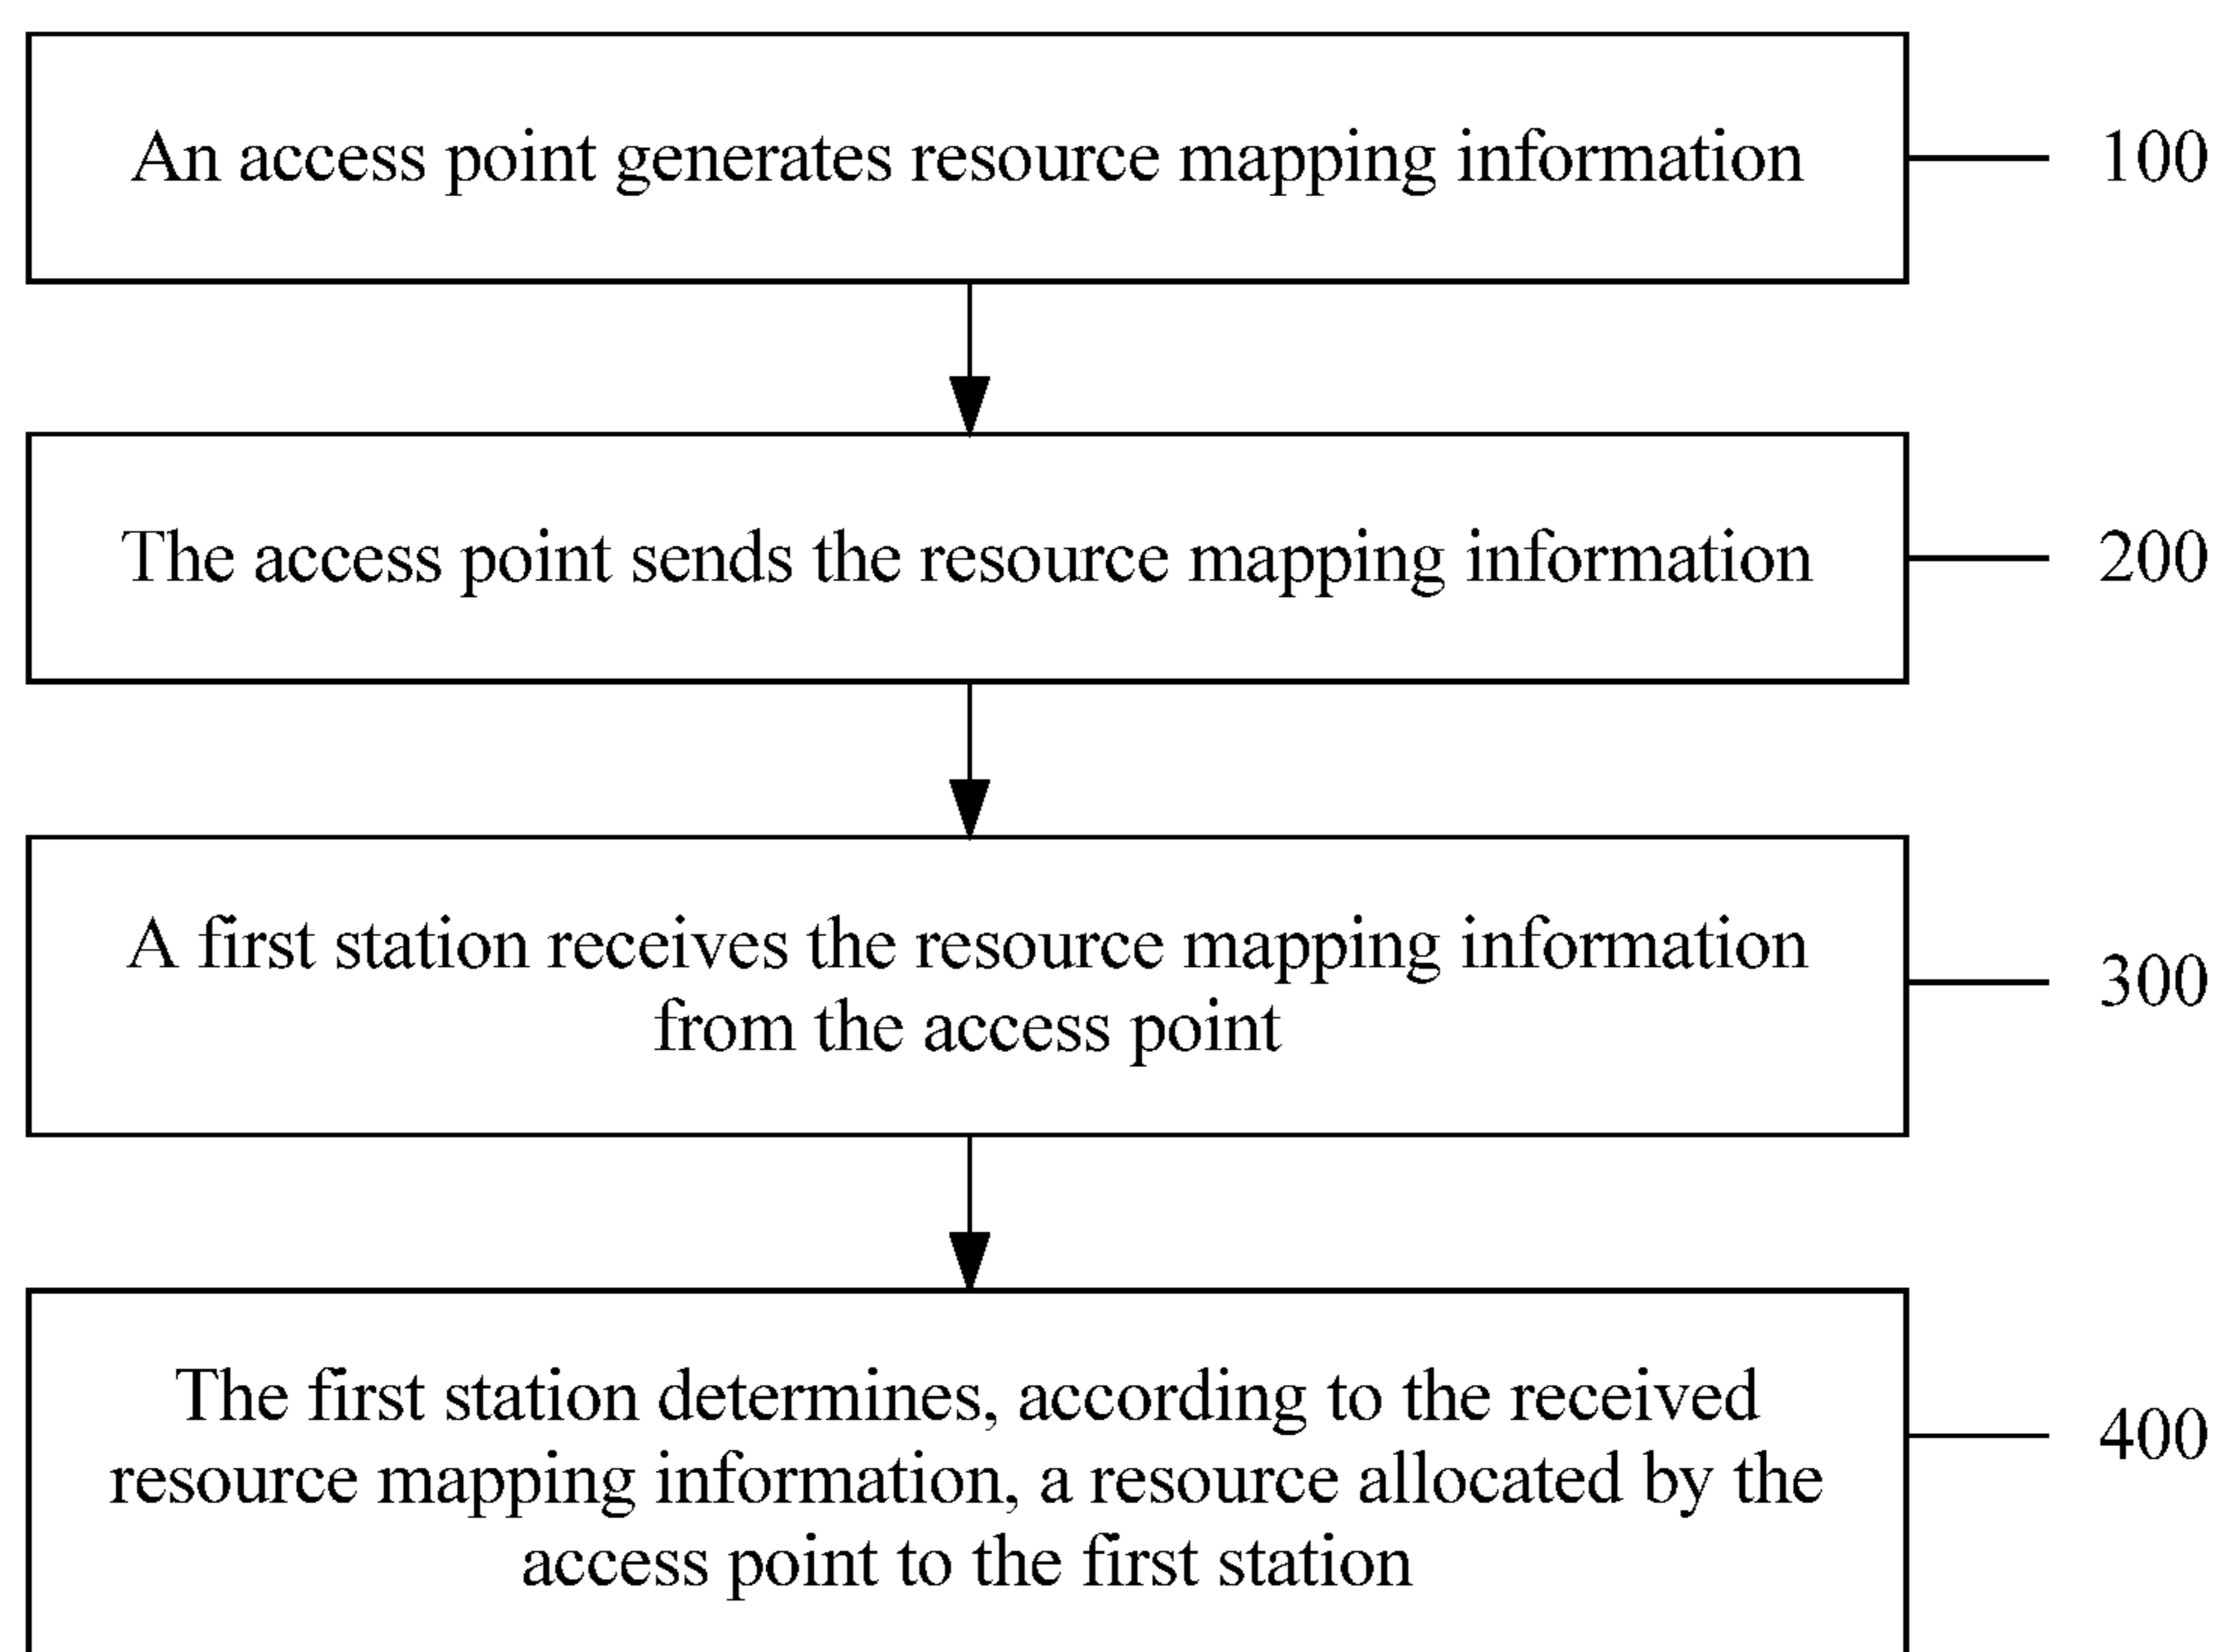 An access point generates resource mapping information
100
The access point sends the resource mapping information
200
A first station receives the resource mapping information
from the access point
300
The first station determines, according to the received
resource mapping information, a resource allocated by the
access point to the first station
400